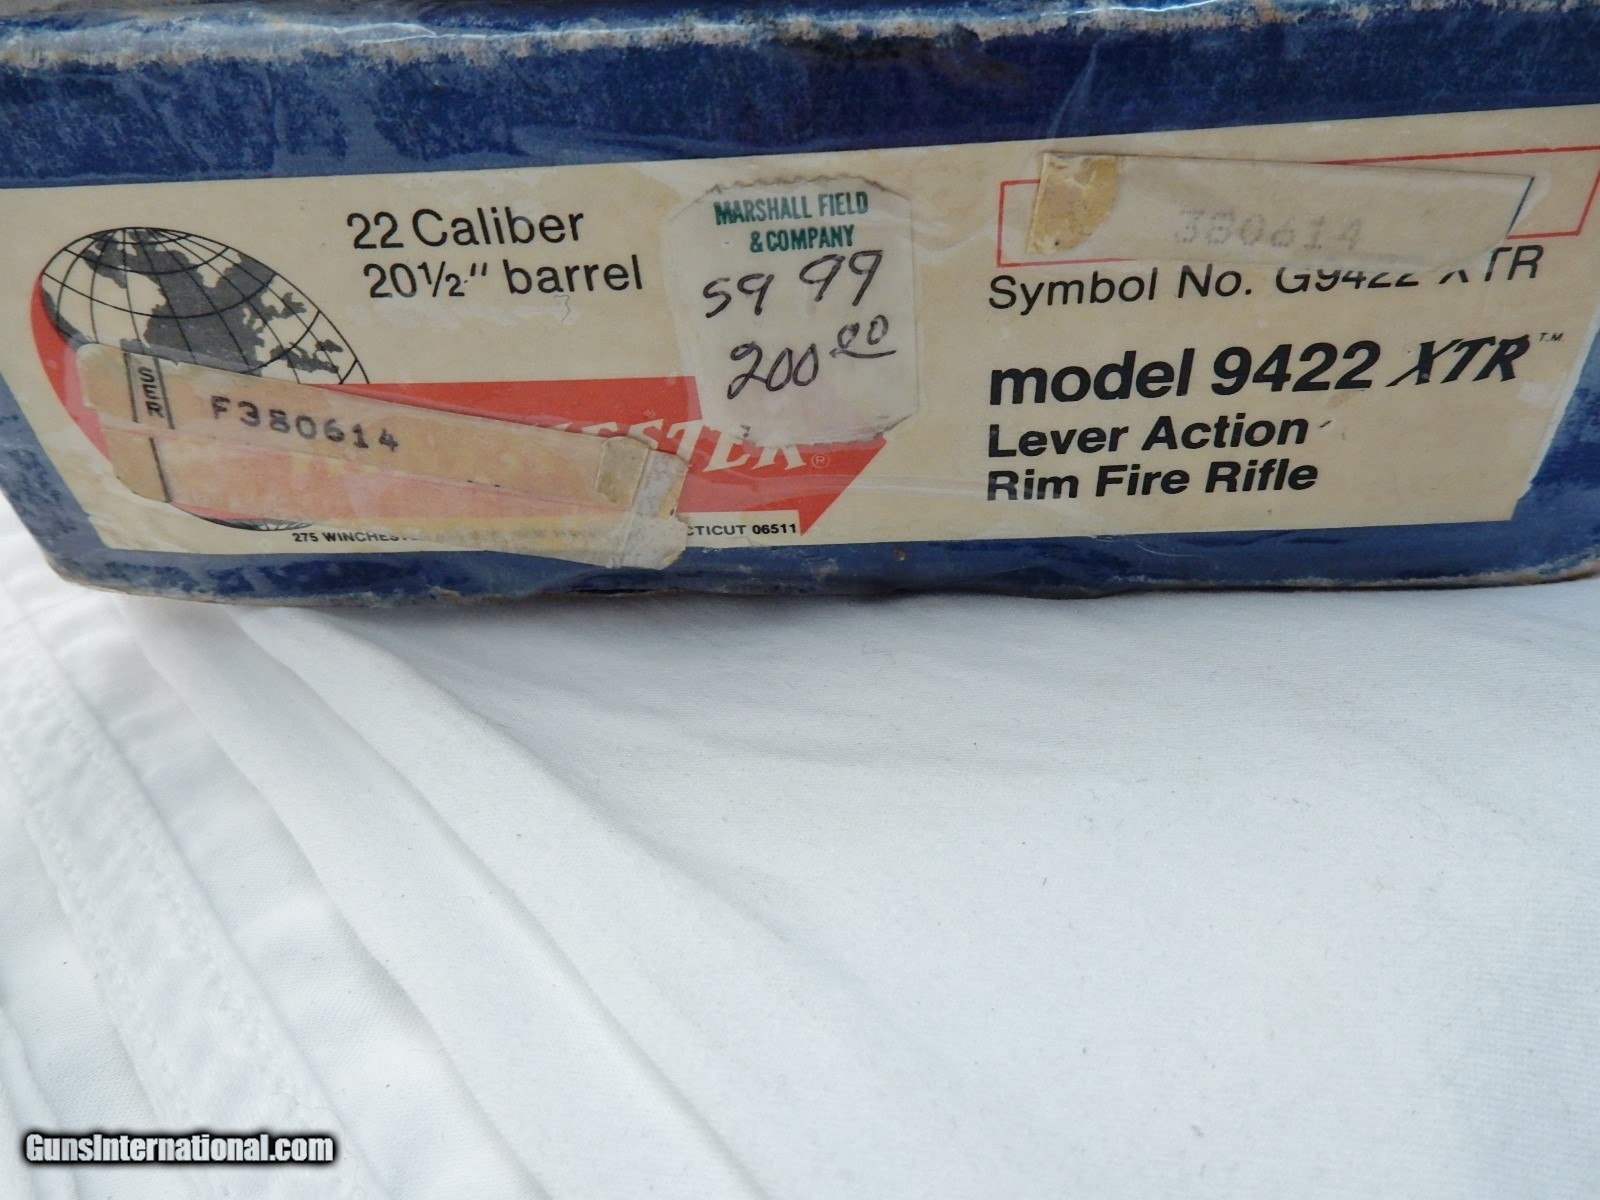 22 Caliber
20½" barrel
MARSHALL FIELD
& COMPANY
59 99
200 00
380614
Symbol No. G9422 XTR
model 9422 XTR™
Lever Action
Rim Fire Rifle
SER
F380614
®
275 WINCHESTER
CTICUT 06511
GunsInternational.com